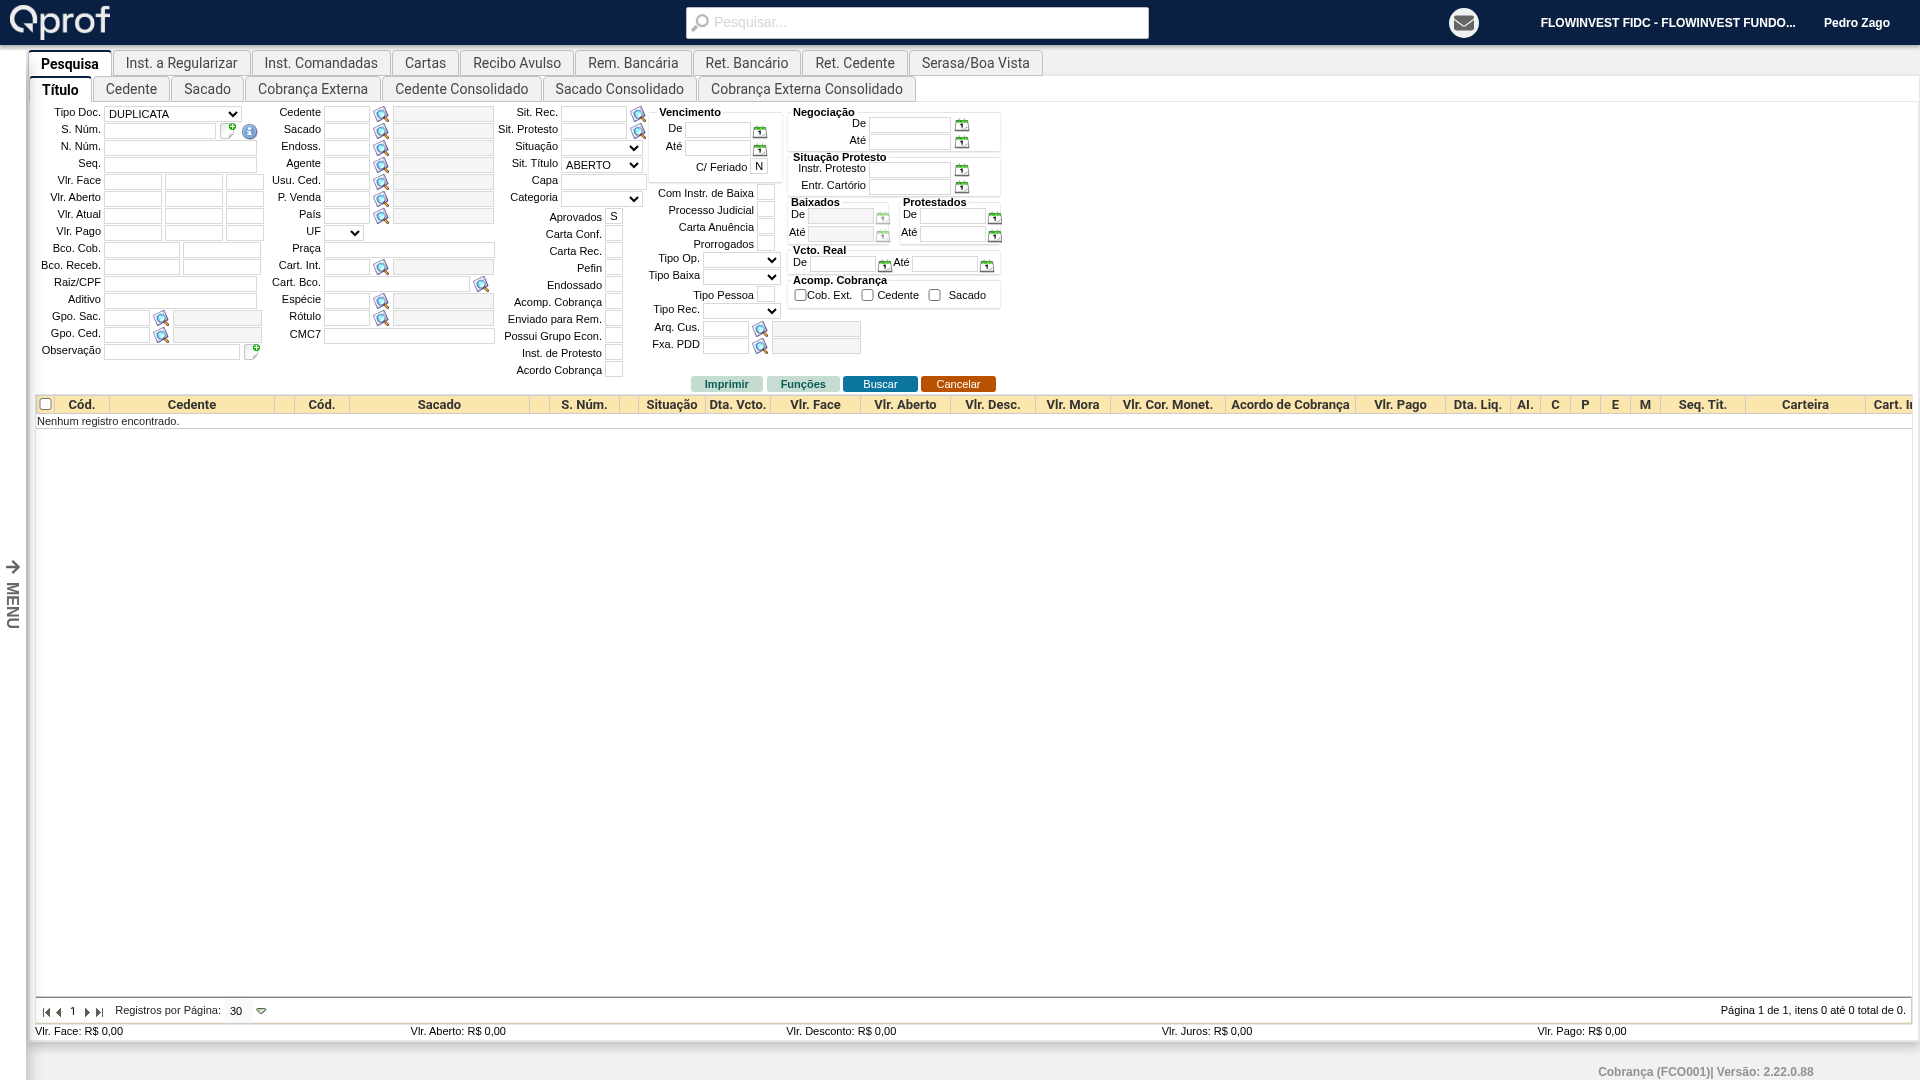 Qprof
Pesquisar...
FLOWINVEST FIDC - FLOWINVEST FUNDO...
Pedro Zago
Pesquisa
Inst. a Regularizar
Inst. Comandadas
Cartas
Recibo Avulso
Rem. Bancária
Ret. Bancário
Ret. Cedente
Serasa/Boa Vista
Título
Cedente
Sacado
Cobrança Externa
Cedente Consolidado
Sacado Consolidado
Cobrança Externa Consolidado
Tipo Doc.
DUPLICATA
S. Núm.
N. Núm.
Seq.
Vlr. Face
Vlr. Aberto
Vlr. Atual
Vlr. Pago
Bco. Cob.
Bco. Receb.
Raiz/CPF
Aditivo
Gpo. Sac.
Gpo. Ced.
Observação
Cedente
Sacado
Endoss.
Agente
Usu. Ced.
P. Venda
País
UF
Praça
Cart. Int.
Cart. Bco.
Espécie
Rótulo
CMC7
Sit. Rec.
Sit. Protesto
Situação
Sit. Título
ABERTO
Capa
Categoria
Aprovados
S
Carta Conf.
Carta Rec.
Pefin
Endossado
Acomp. Cobrança
Enviado para Rem.
Possui Grupo Econ.
Inst. de Protesto
Acordo Cobrança
Vencimento
De
Até
C/ Feriado
N
Com Instr. de Baixa
Processo Judicial
Carta Anuência
Prorrogados
Tipo Op.
Tipo Baixa
Tipo Pessoa
Tipo Rec.
Arq. Cus.
Fxa. PDD
Negociação
De
Até
Situação Protesto
Instr. Protesto
Entr. Cartório
Baixados
De
Até
Protestados
De
Até
Vcto. Real
De
Até
Acomp. Cobrança
Cob. Ext.
Cedente
Sacado
Imprimir
Funções
Buscar
Cancelar
Cód.
Cedente
Cód.
Sacado
S. Núm.
Situação
Dta. Vcto.
Vlr. Face
Vlr. Aberto
Vlr. Desc.
Vlr. Mora
Vlr. Cor. Monet.
Acordo de Cobrança
Vlr. Pago
Dta. Liq.
Al.
C
P
E
M
Seq. Tit.
Carteira
Cart.
Nenhum registro encontrado.
MENU
1
Registros por Página:
30
Página 1 de 1, itens 0 até 0 total de 0.
Vlr. Face: R$ 0,00
Vlr. Aberto: R$ 0,00
Vlr. Desconto: R$ 0,00
Vlr. Juros: R$ 0,00
Vlr. Pago: R$ 0,00
Cobrança (FCO001)| Versão: 2.22.0.88